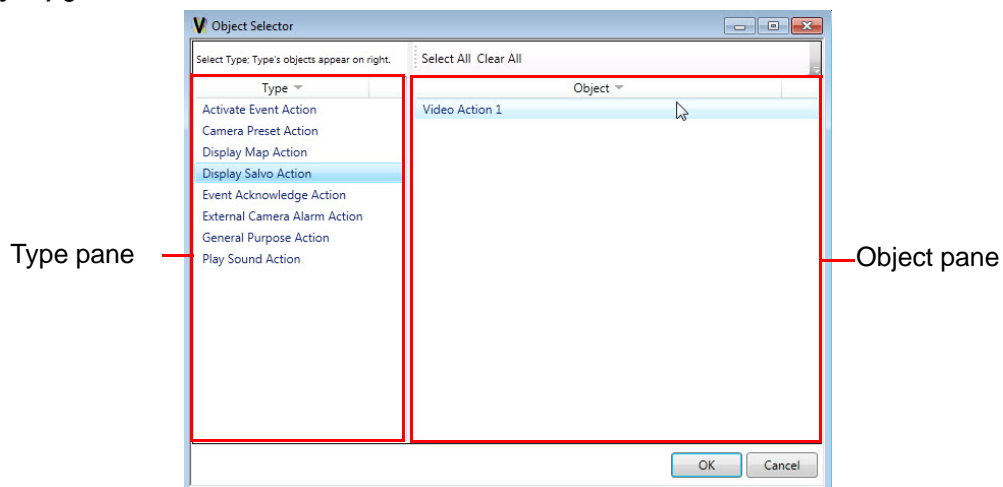 Object Selector
Select Type; Type's objects appear on right.
Select All Clear All
Type
Object
Activate Event Action
Video Action 1
Camera Preset Action
Display Map Action
Display Salvo Action
Event Acknowledge Action
External Camera Alarm Action
General Purpose Action
Play Sound Action
Type pane
Object pane
OK
Cancel